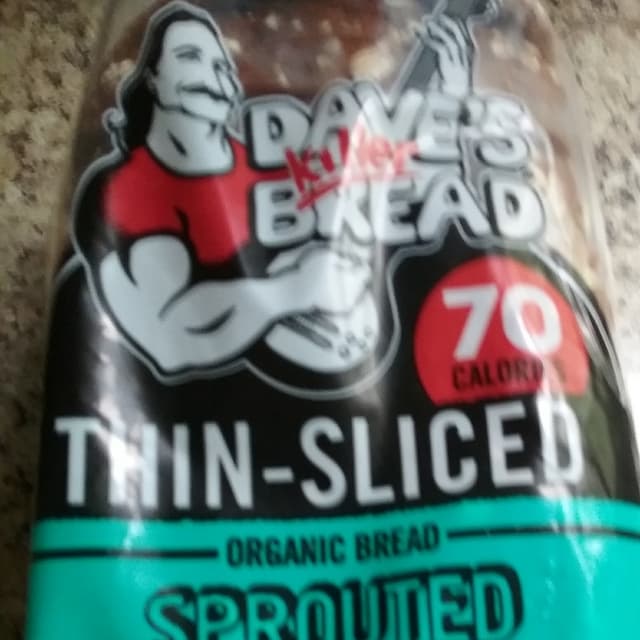 DAVE'S
Killer
BREAD
70
CALORIES
THIN-SLICED
ORGANIC BREAD
SPROUTED